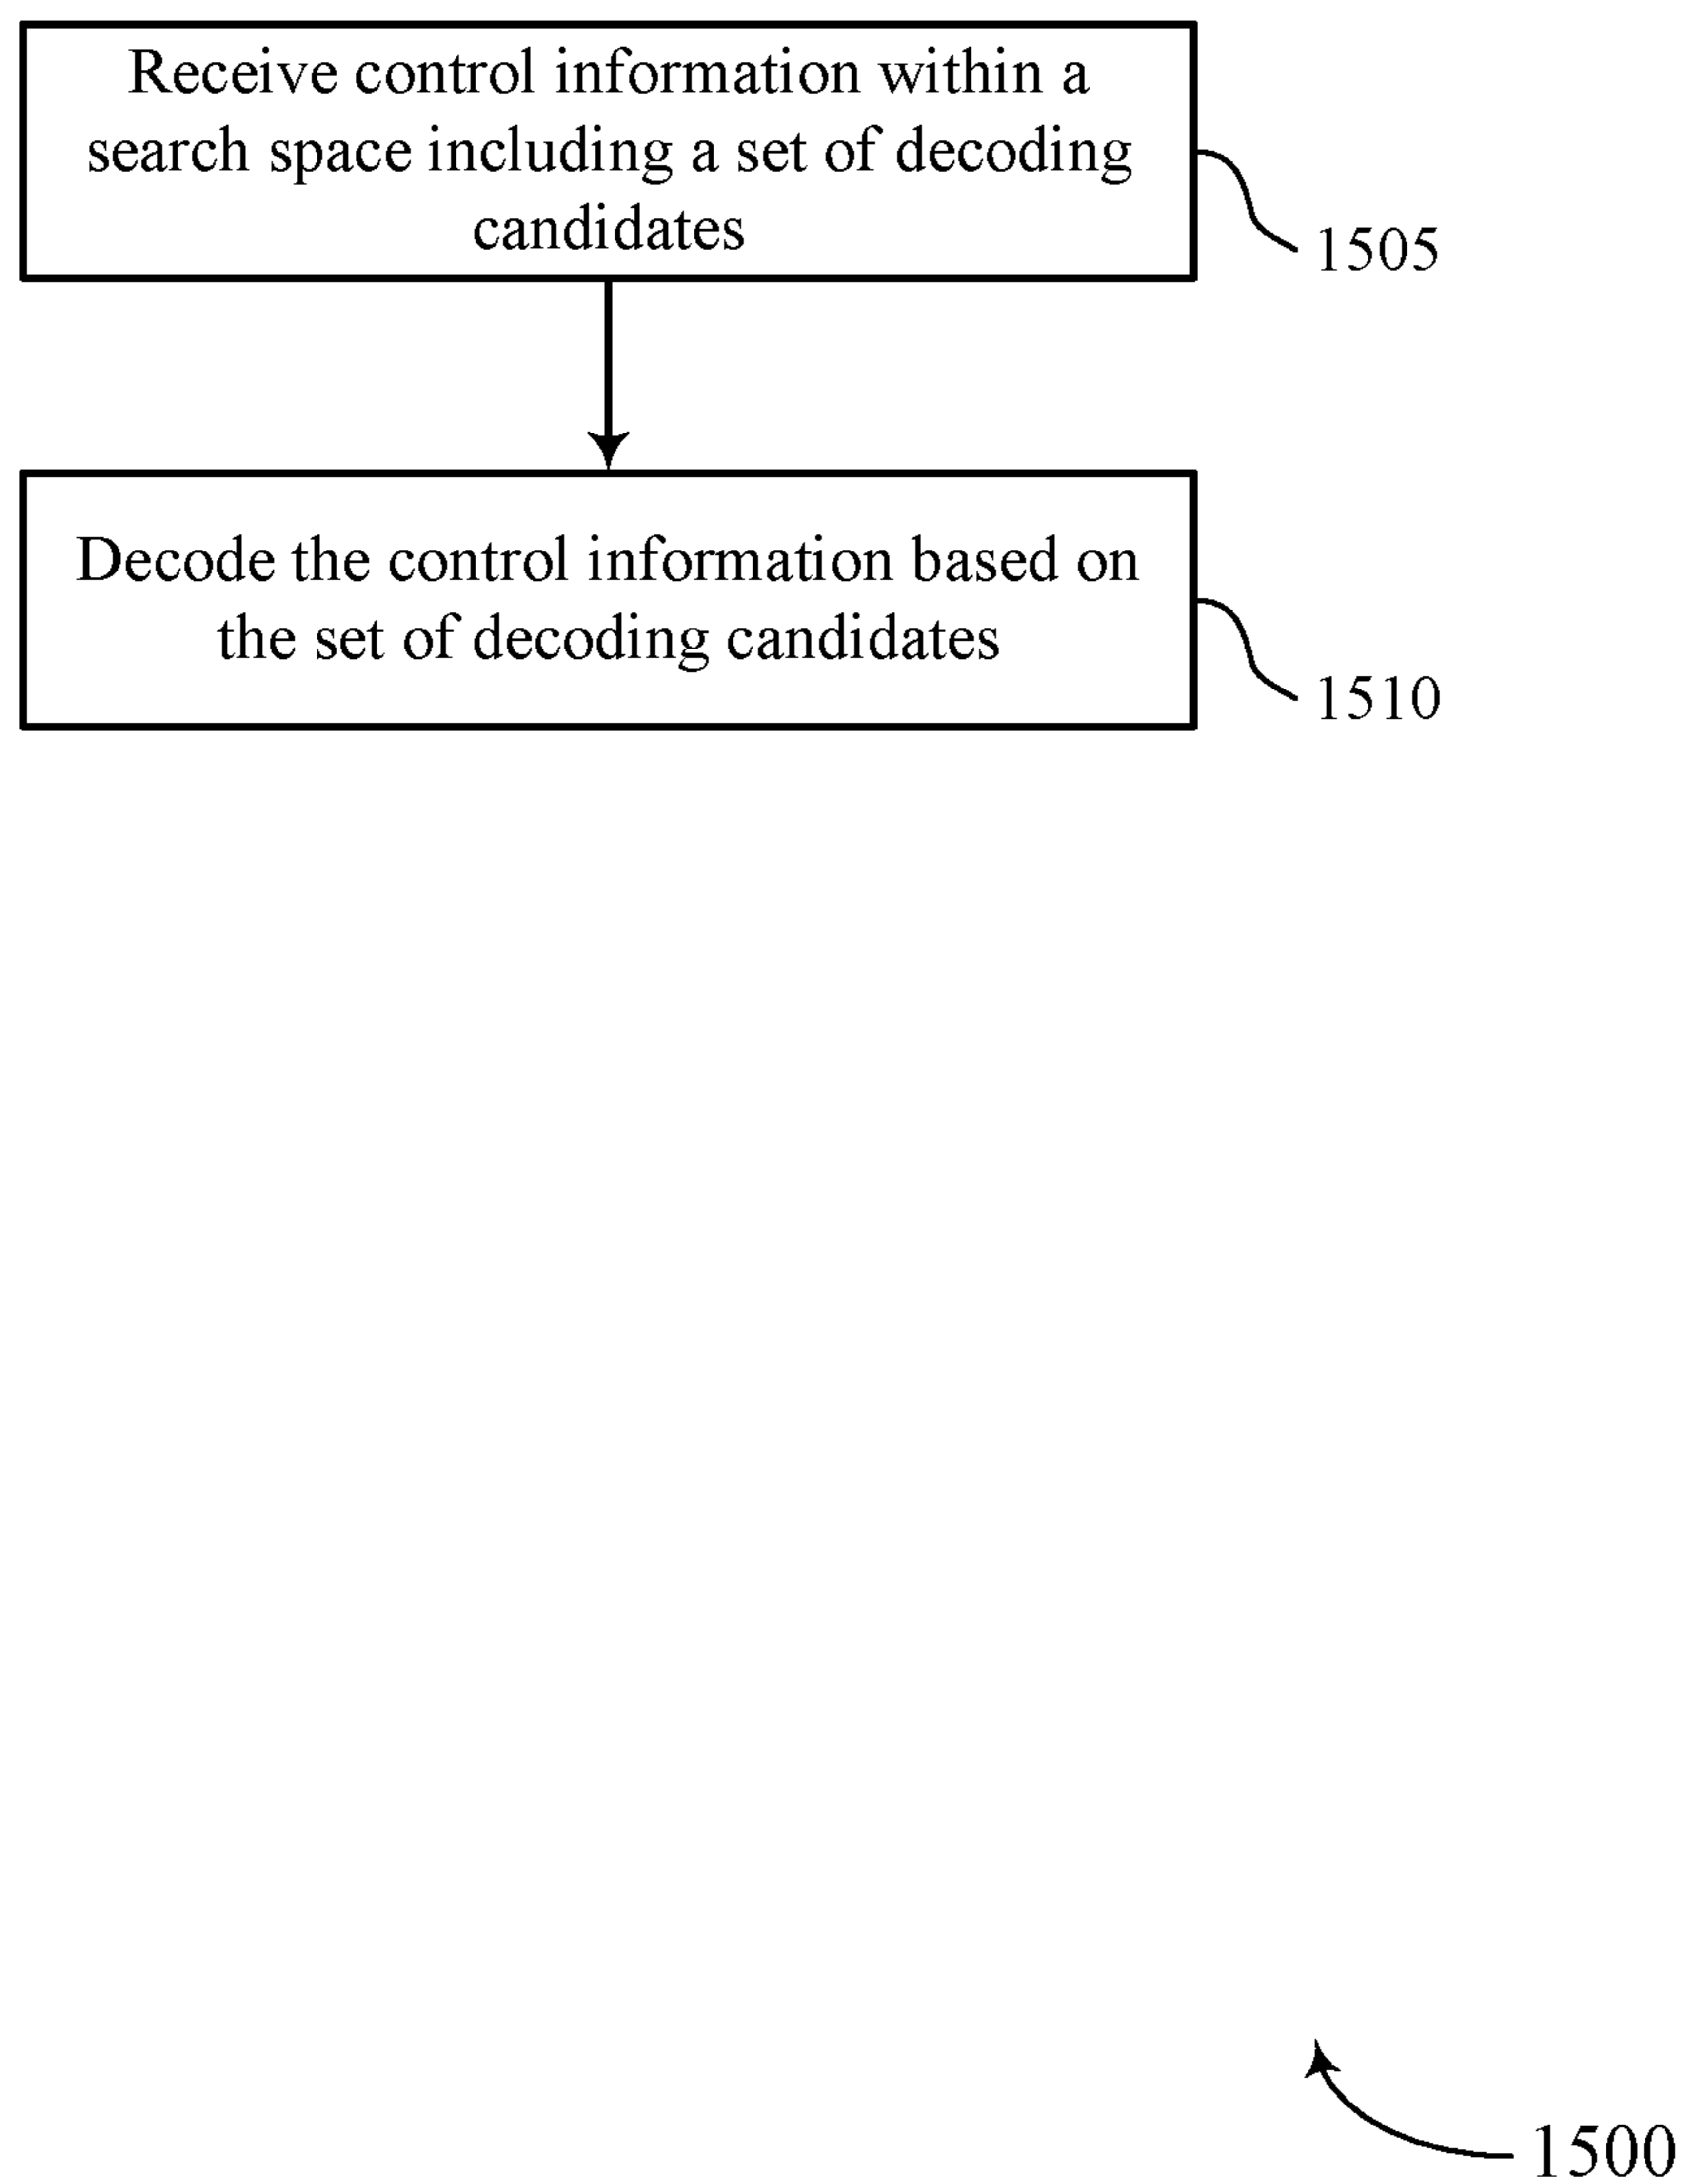 Receive control information within a
search space including a set of decoding
candidates
1505
Decode the control information based on
the set of decoding candidates
1510
1500